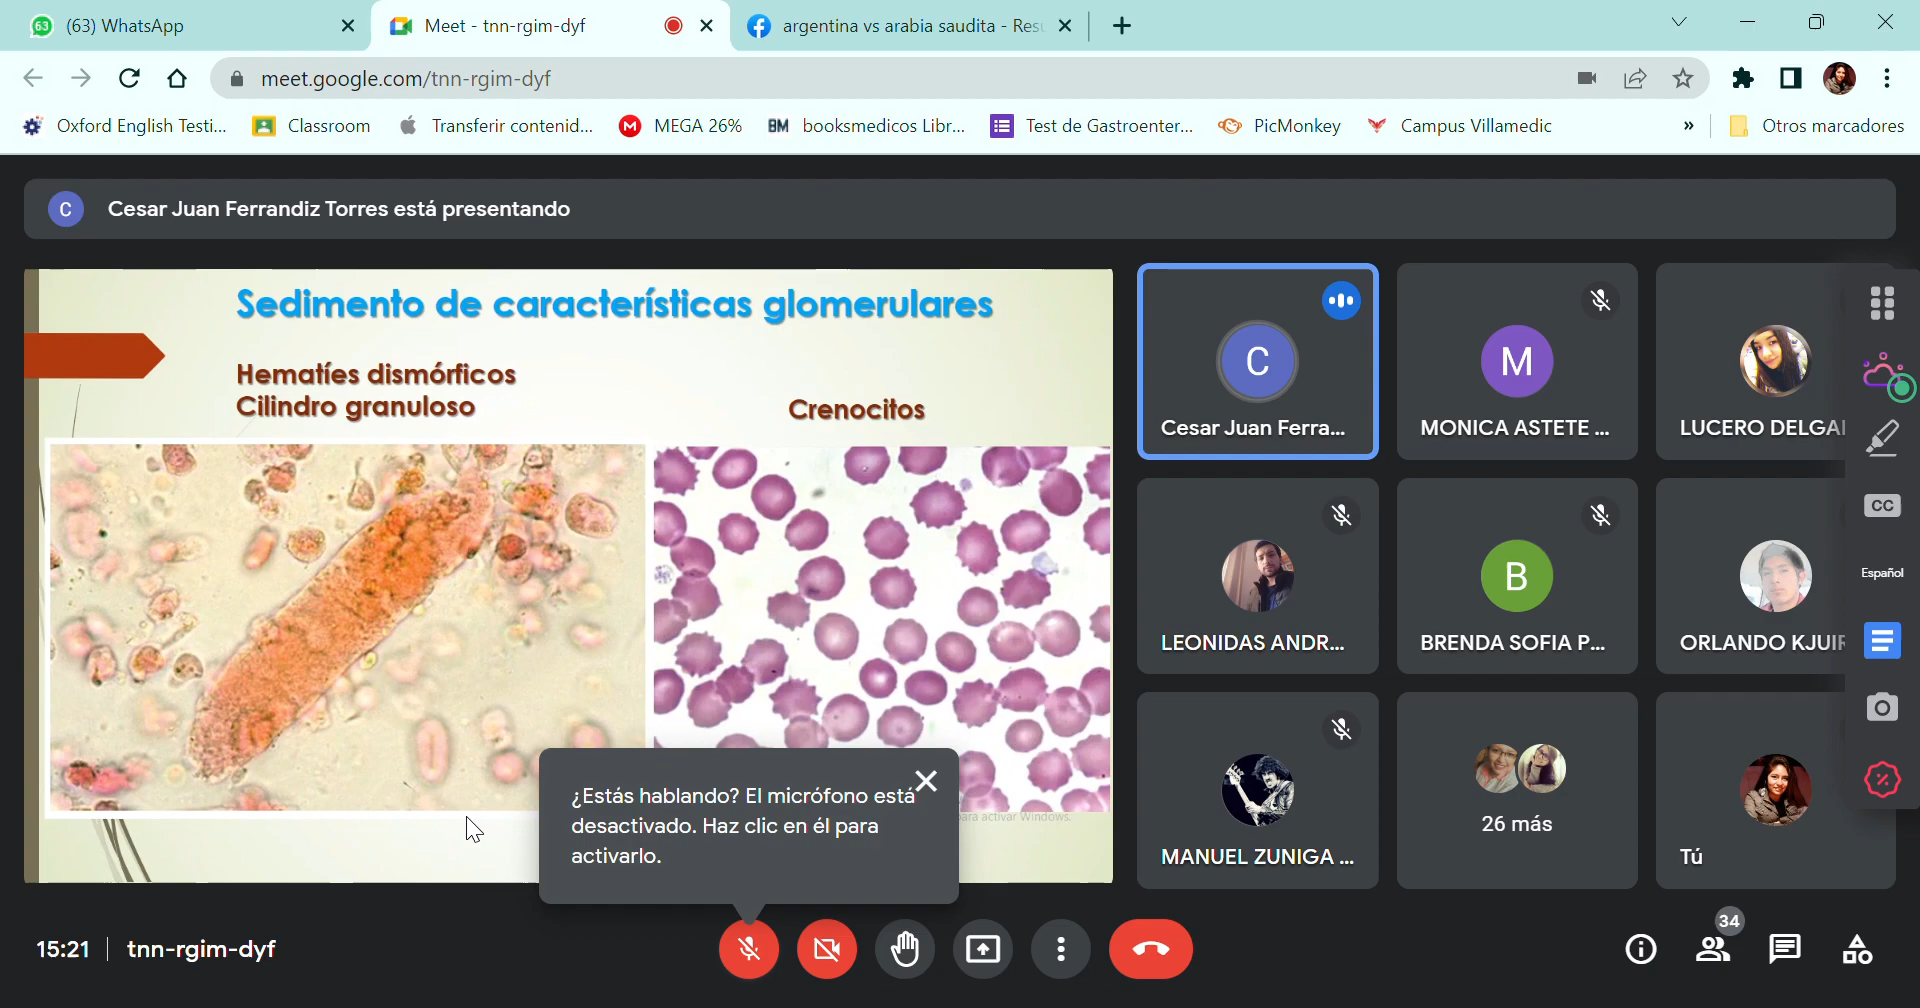 (63) WhatsApp
Meet - tnn-rgim-dyf
argentina vs arabia saudita - Resu
meet.google.com/tnn-rgim-dyf
Oxford English Testi...
Classroom
Transferir contenid...
MEGA 26%
BM booksmedicos Libr...
Test de Gastroenter...
PicMonkey
Campus Villamedic
»
Otros marcadores
C Cesar Juan Ferrandiz Torres está presentando
Sedimento de características glomerulares
Hematíes dismórficos
Cilindro granuloso
Crenocitos
para activar Windows.
C
Cesar Juan Ferra...
M
MONICA ASTETE ...
LUCERO DELGA
LEONIDAS ANDR...
B
BRENDA SOFIA P...
ORLANDO KJUIR
MANUEL ZUNIGA ...
26 más
Tú
CC
Español
¿Estás hablando? El micrófono está
desactivado. Haz clic en él para
activarlo.
15:21 | tnn-rgim-dyf
34